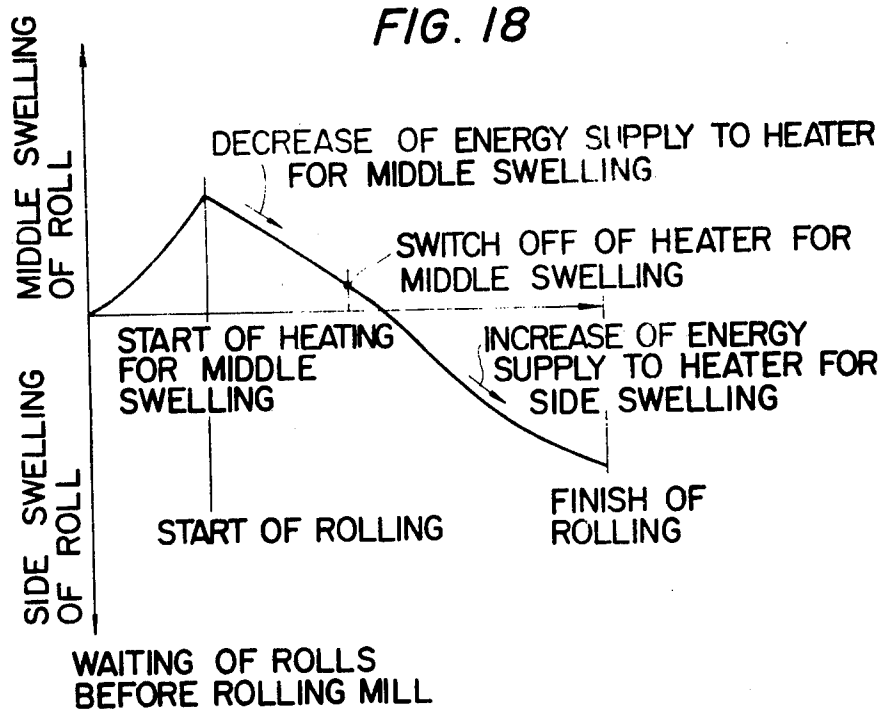 FIG. 18
MIDDLE SWELLING
OF ROLL
SIDE SWELLING
OF ROLL
DECREASE OF ENERGY SUPPLY TO HEATER
FOR MIDDLE SWELLING
SWITCH OFF OF HEATER FOR
MIDDLE SWELLING
START OF HEATING
FOR MIDDLE
SWELLING
INCREASE OF ENERGY
SUPPLY TO HEATER FOR
SIDE SWELLING
START OF ROLLING
FINISH OF
ROLLING
WAITING OF ROLLS
BEFORE ROLLING MILL